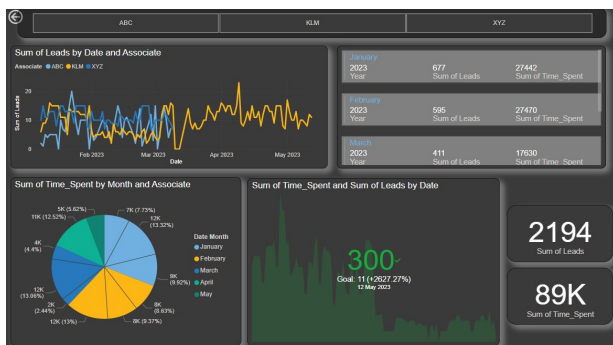 ABC
KLM
XYZ
Sum of Leads by Date and Associate
Associate ABC KLM XYZ
Sum of Leads
20
10
0
Feb 2023
Mar 2023
Apr 2023
May 2023
Date
January
2023
677
27442
Year
Sum of Leads
Sum of Time_Spent
February
2023
595
27470
Year
Sum of Leads
Sum of Time_Spent
March
2023
411
17630
Year
Sum of Leads
Sum of Time_Spent
Sum of Time_Spent by Month and Associate
5K (5.62%)
7K (7.73%)
11K (12.52%)
12K
(13.32%)
4K
(4.4%)
9K
(9.92%)
12K
(13.06%)
8K
(8.63%)
2K
(2.44%)
12K (13%)
8K (9.37%)
Date Month
January
February
March
April
May
Sum of Time_Spent and Sum of Leads by Date
300
Goal: 11 (+2627.27%)
12 May 2023
2194
Sum of Leads
89K
Sum of Time_Spent